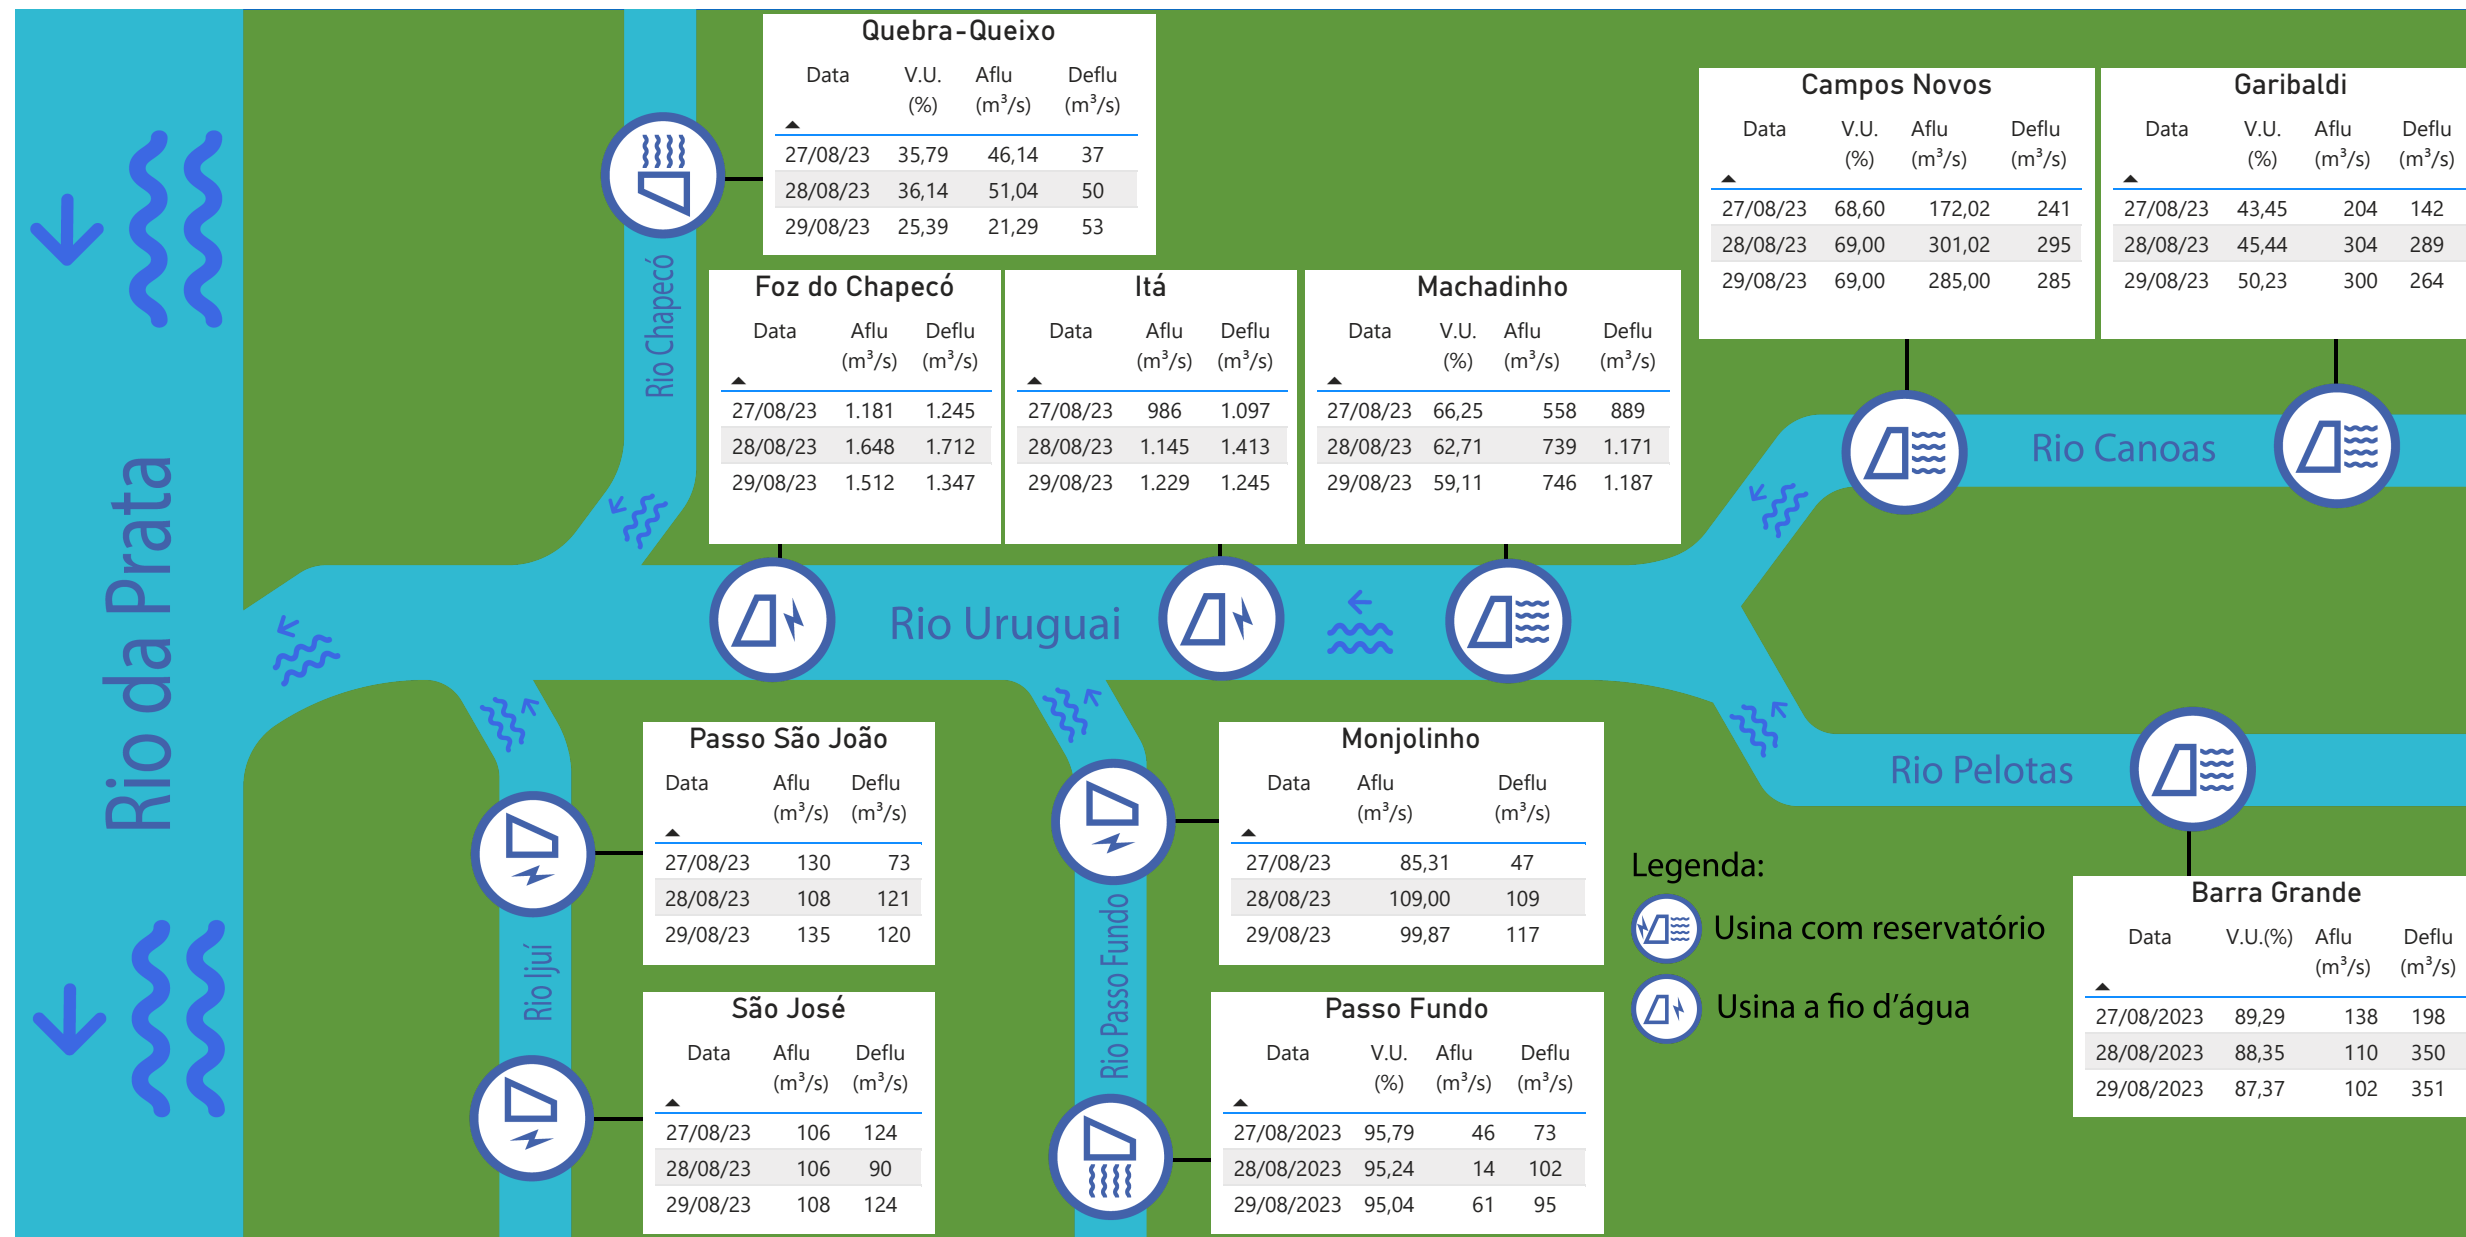 Quebra-Queixo
Data V.U. (%) Aflu (m³/s) Deflu (m³/s)
27/08/23 35,79 46,14 37
28/08/23 36,14 51,04 50
29/08/23 25,39 21,29 53
Campos Novos
Data V.U. (%) Aflu (m³/s) Deflu (m³/s)
27/08/23 68,60 172,02 241
28/08/23 69,00 301,02 295
29/08/23 69,00 285,00 285
Garibaldi
Data V.U. (%) Aflu (m³/s) Deflu (m³/s)
27/08/23 43,45 204 142
28/08/23 45,44 304 289
29/08/23 50,23 300 264
Foz do Chapecó
Data Aflu (m³/s) Deflu (m³/s)
27/08/23 1.181 1.245
28/08/23 1.648 1.712
29/08/23 1.512 1.347
Itá
Data Aflu (m³/s) Deflu (m³/s)
27/08/23 986 1.097
28/08/23 1.145 1.413
29/08/23 1.229 1.245
Machadinho
Data V.U. (%) Aflu (m³/s) Deflu (m³/s)
27/08/23 66,25 558 889
28/08/23 62,71 739 1.171
29/08/23 59,11 746 1.187
Rio Chapecó
Rio Canoas
Rio da Prata
Rio Uruguai
Rio Pelotas
Passo São João
Data Aflu (m³/s) Deflu (m³/s)
27/08/23 130 73
28/08/23 108 121
29/08/23 135 120
Monjolinho
Data Aflu (m³/s) Deflu (m³/s)
27/08/23 85,31 47
28/08/23 109,00 109
29/08/23 99,87 117
Rio Ijuí
Rio Passo Fundo
Legenda:
Usina com reservatório
Usina a fio d’água
São José
Data Aflu (m³/s) Deflu (m³/s)
27/08/23 106 124
28/08/23 106 90
29/08/23 108 124
Passo Fundo
Data V.U. (%) Aflu (m³/s) Deflu (m³/s)
27/08/2023 95,79 46 73
28/08/2023 95,24 14 102
29/08/2023 95,04 61 95
Barra Grande
Data V.U.(%) Aflu (m³/s) Deflu (m³/s)
27/08/2023 89,29 138 198
28/08/2023 88,35 110 350
29/08/2023 87,37 102 351